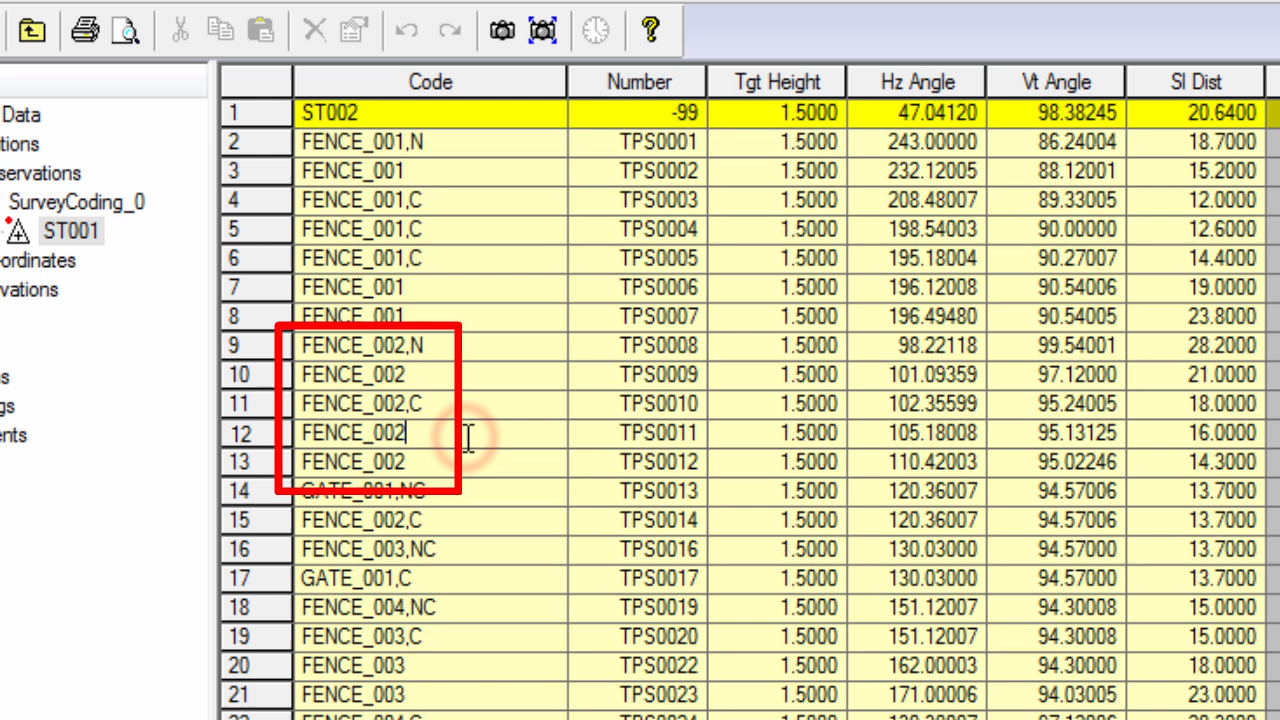 Code Number Tgt Height Hz Angle Vt Angle Sl Dist
Data
tions
servations
SurveyCoding_0
ST001
ordinates
vations
s
gs
ents
1 ST002 -99 1.5000 47.04120 98.38245 20.6400
2 FENCE_001,N TPS0001 1.5000 243.00000 86.24004 18.7000
3 FENCE_001 TPS0002 1.5000 232.12005 88.12001 15.2000
4 FENCE_001,C TPS0003 1.5000 208.48007 89.33005 12.0000
5 FENCE_001,C TPS0004 1.5000 198.54003 90.00000 12.6000
6 FENCE_001,C TPS0005 1.5000 195.18004 90.27007 14.4000
7 FENCE_001 TPS0006 1.5000 196.12008 90.54006 19.0000
8 FENCE_001 TPS0007 1.5000 196.49480 90.54005 23.8000
9 FENCE_002,N TPS0008 1.5000 98.22118 99.54001 28.2000
10 FENCE_002 TPS0009 1.5000 101.09359 97.12000 21.0000
11 FENCE_002,C TPS0010 1.5000 102.35599 95.24005 18.0000
12 FENCE_002 TPS0011 1.5000 105.18008 95.13125 16.0000
13 FENCE_002 TPS0012 1.5000 110.42003 95.02246 14.3000
14 GATE_001,NC TPS0013 1.5000 120.36007 94.57006 13.7000
15 FENCE_002,C TPS0014 1.5000 120.36007 94.57006 13.7000
16 FENCE_003,NC TPS0016 1.5000 130.03000 94.57000 13.7000
17 GATE_001,C TPS0017 1.5000 130.03000 94.57000 13.7000
18 FENCE_004,NC TPS0019 1.5000 151.12007 94.30008 15.0000
19 FENCE_003,C TPS0020 1.5000 151.12007 94.30008 15.0000
20 FENCE_003 TPS0022 1.5000 162.00003 94.30000 18.0000
21 FENCE_003 TPS0023 1.5000 171.00006 94.03005 23.0000